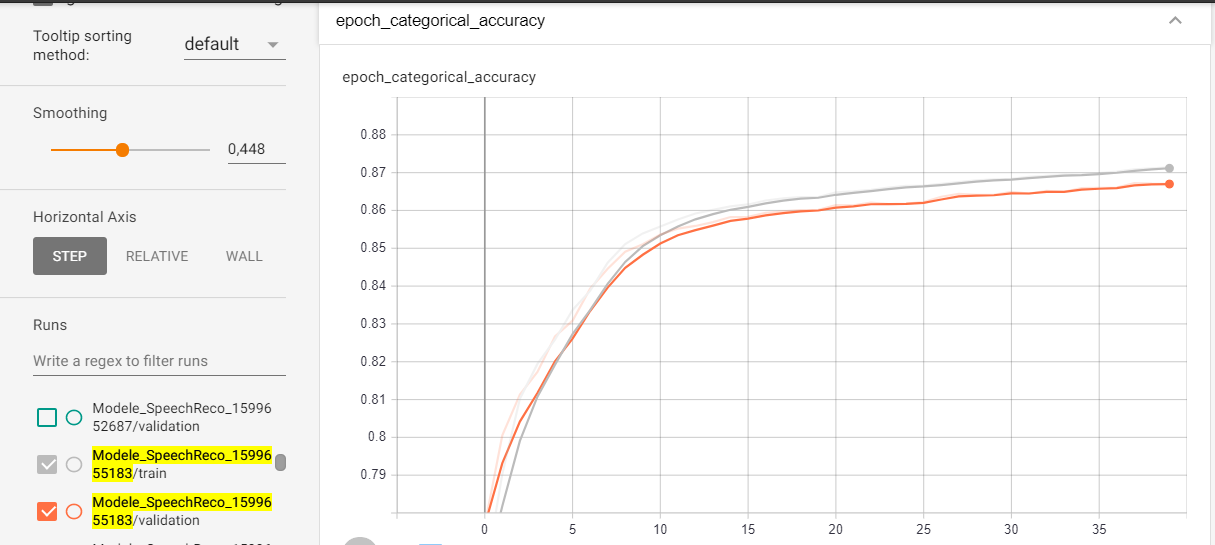 Tooltip sorting
method:
default
Smoothing
0,448
Horizontal Axis
STEP
RELATIVE
WALL
Runs
Write a regex to filter runs
Modele_SpeechReco_15996
52687/validation
Modele_SpeechReco_15996
55183/train
Modele_SpeechReco_15996
55183/validation
epoch_categorical_accuracy
epoch_categorical_accuracy
0.88
0.87
0.86
0.85
0.84
0.83
0.82
0.81
0.8
0.79
0
5
10
15
20
25
30
35